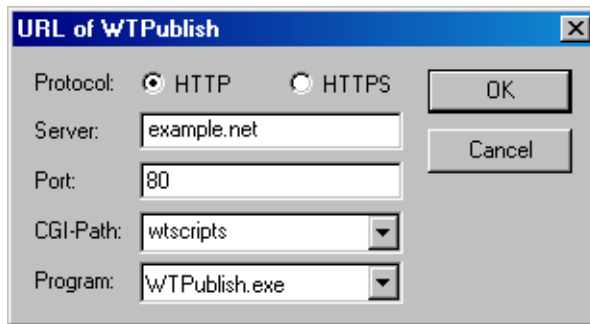 URL of WTPublish
Protocol: HTTP HTTPS OK
Server: example.net
Cancel
Port: 80
CGI-Path: wtscripts
Program: WTPublish.exe